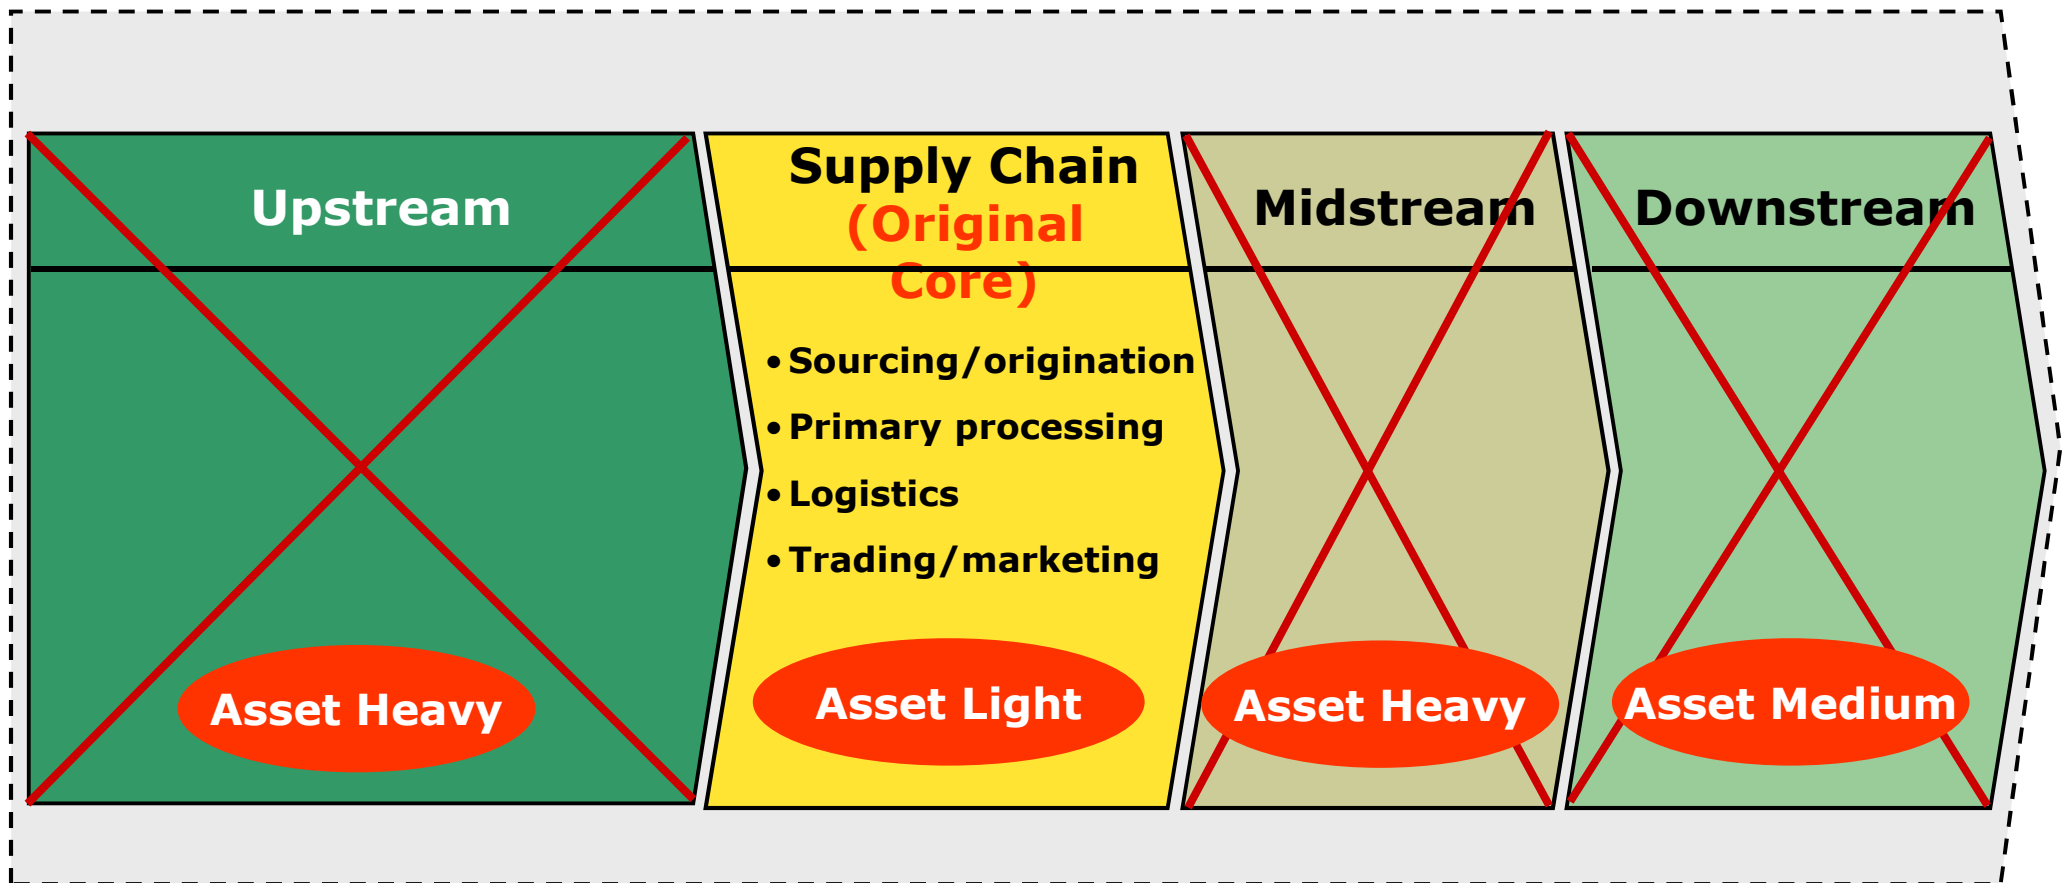 Upstream
Supply Chain
(Original
Core)
Midstream
Downstream
•Sourcing/origination
•Primary processing
•Logistics
•Trading/marketing
Asset Heavy
Asset Light
Asset Heavy
Asset Medium